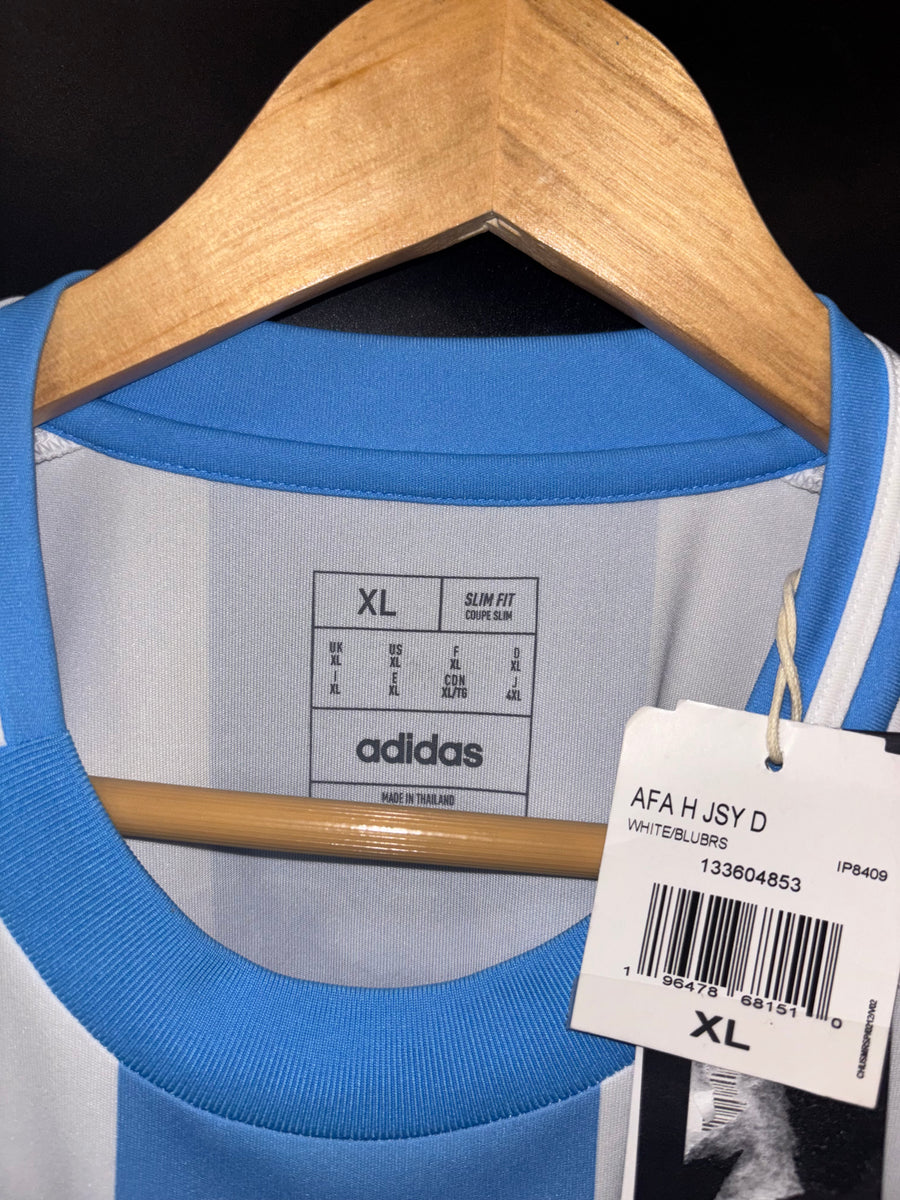 XL
SLIM FIT
COUPE SLIM
UK US F D
XL XL XL XL
I E CDN J
XL XL XL/TG 4XL
adidas
MADE IN THAILAND
AFA H JSY D
WHITE/BLUBRS
IP8409
133604853
1 96478 68151 0
XL